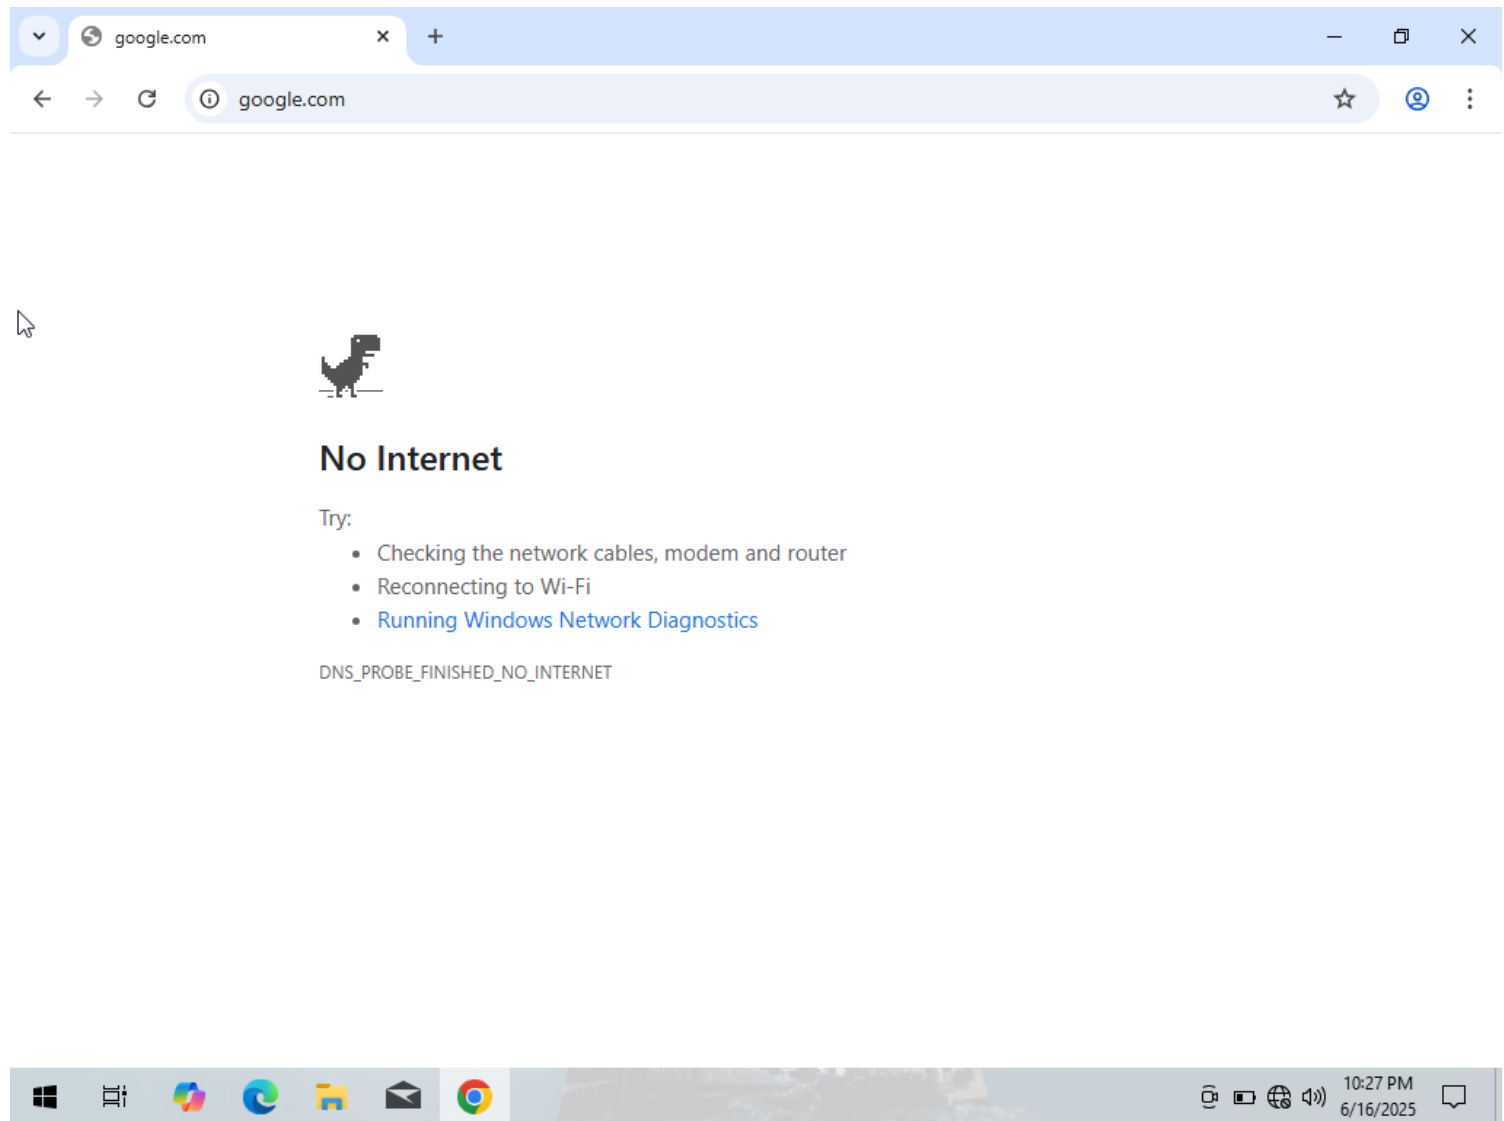 google.com
google.com
No Internet
Try:
Checking the network cables, modem and router
Reconnecting to Wi-Fi
Running Windows Network Diagnostics
DNS_PROBE_FINISHED_NO_INTERNET
10:27 PM
6/16/2025